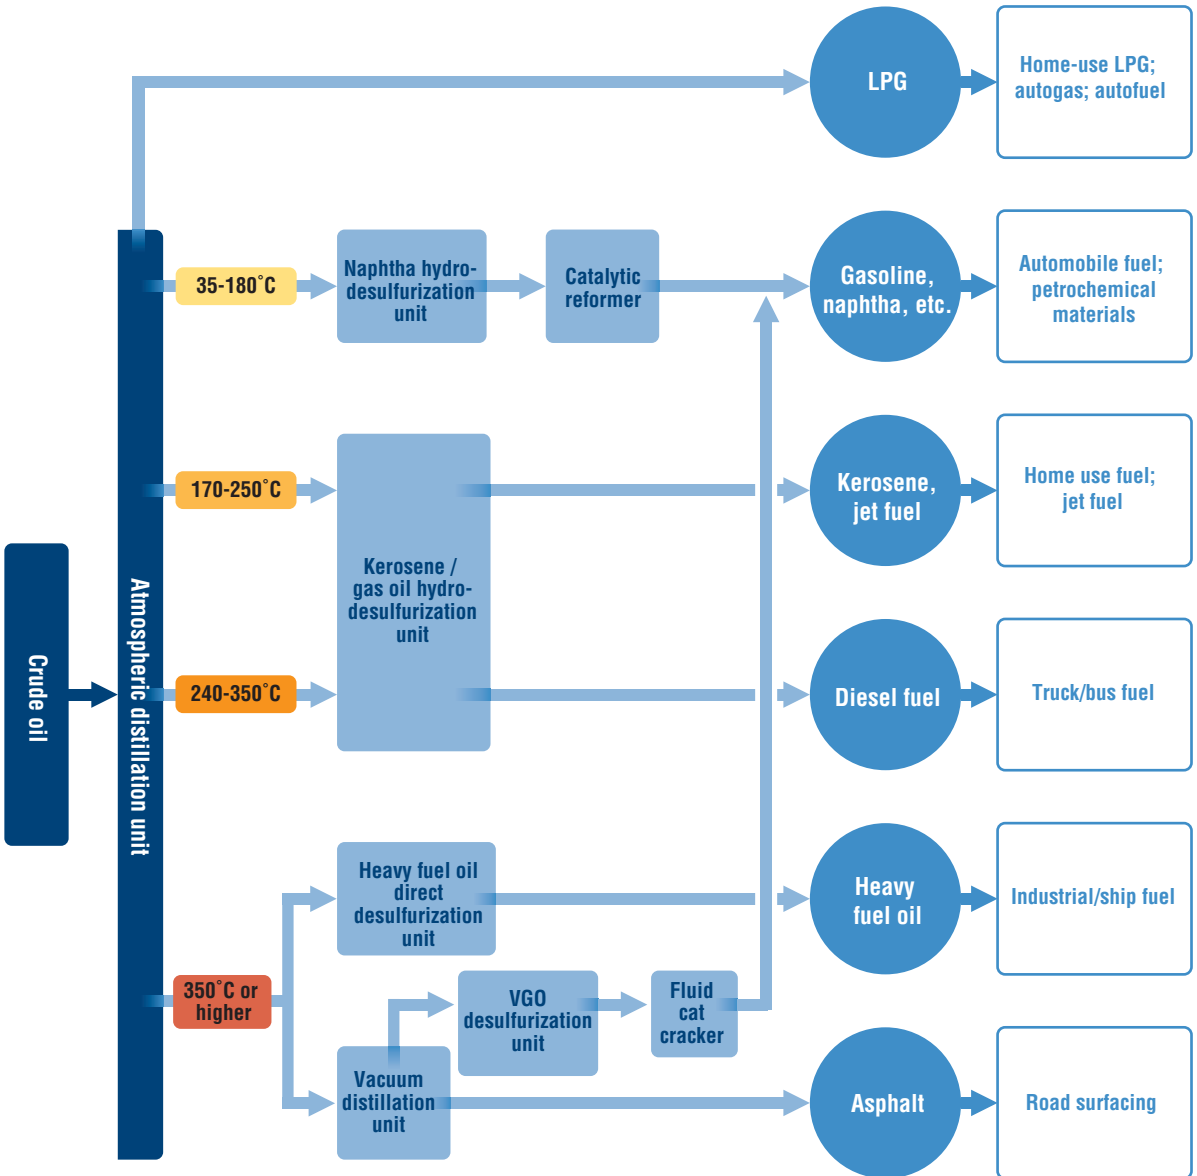 LPG
Home-use LPG;
autogas; autofuel
35-180˚C
Naphtha hydro-
desulfurization
unit
Catalytic
reformer
Gasoline,
naphtha, etc.
Automobile fuel;
petrochemical
materials
170-250˚C
Kerosene /
gas oil hydro-
desulfurization
unit
Kerosene,
jet fuel
Home use fuel;
jet fuel
Crude oil
Atmospheric distillation unit
240-350˚C
Diesel fuel
Truck/bus fuel
Heavy fuel oil
direct
desulfurization
unit
Heavy
fuel oil
Industrial/ship fuel
350˚C or
higher
VGO
desulfurization
unit
Fluid
cat
cracker
Vacuum
distillation
unit
Asphalt
Road surfacing